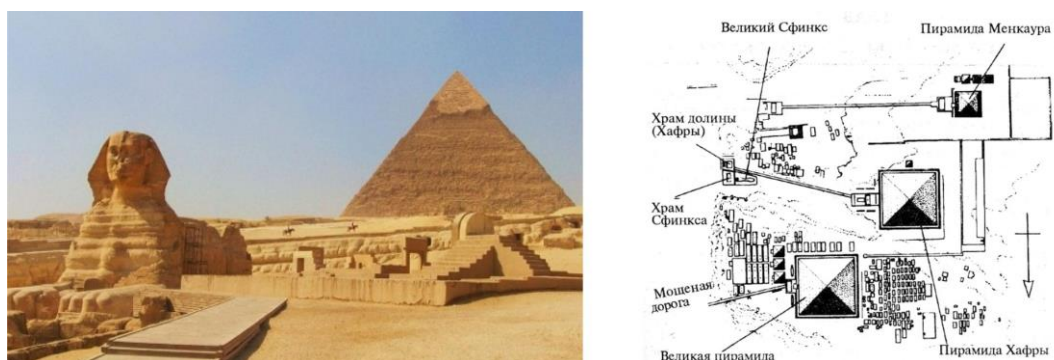 Великий Сфинкс
Пирамида Менкаура
Храм долины
(Хафры)
Храм
Сфинкса
Мощеная
дорога
Великая пирамида
Пирамида Хафры